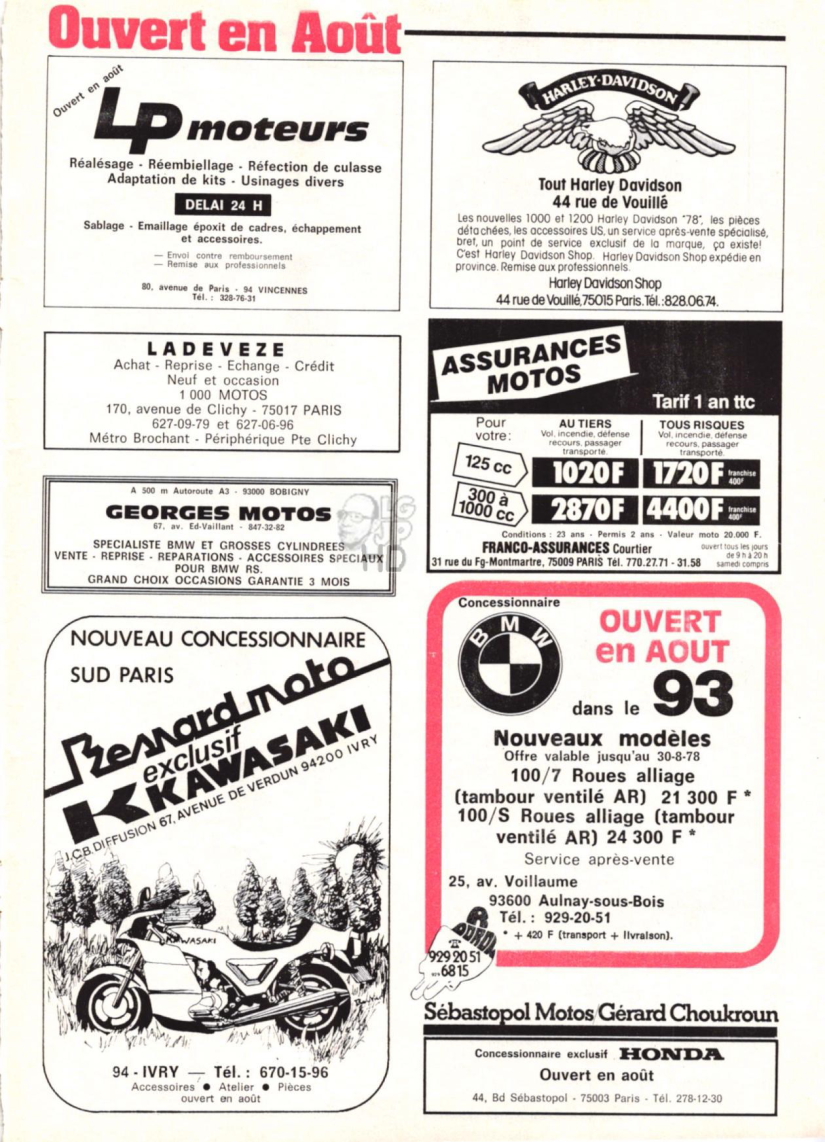 Ouvert en Août
Ouvert en août
LP moteurs
Réalésage - Réembiellage - Réfection de culasse
Adaptation de kits - Usinages divers
DELAI 24 H
Sablage - Emaillage époxit de cadres, échappement
et accessoires.
— Envoi contre remboursement
— Remise aux professionnels
80, avenue de Paris - 94 VINCENNES
Tél. : 328-76-31
HARLEY-DAVIDSON
Tout Harley Davidson
44 rue de Vouillé
Les nouvelles 1000 et 1200 Harley Davidson "78", les pièces
détachées, les accessoires US, un service après-vente spécialisé,
bref, un point de service exclusif de la marque, ça existe!
C'est Harley Davidson Shop. Harley Davidson Shop expédie en
province. Remise aux professionnels.
Harley Davidson Shop
44 rue de Vouillé, 75015 Paris. Tél.:828.06.74.
LADEVEZE
Achat - Reprise - Echange - Crédit
Neuf et occasion
1 000 MOTOS
170, avenue de Clichy - 75017 PARIS
627-09-79 et 627-06-96
Métro Brochant - Périphérique Pte Clichy
ASSURANCES
MOTOS
Tarif 1 an ttc
Pour votre:
AU TIERS
Vol, incendie, défense
recours, passager
transporté.
TOUS RISQUES
Vol, incendie, défense
recours, passager
transporté.
125 cc
1020 F
1720 F franchise 400F
300 à 1000 cc
2870 F
4400 F franchise 400F
Conditions : 23 ans - Permis 2 ans - Valeur moto 20.000 F.
FRANCO-ASSURANCES Courtier
31 rue du Fg-Montmartre, 75009 PARIS Tél. 770.27.71 - 31.58
ouvert tous les jours
de 9 h à 20 h
samedi compris
A 500 m Autoroute A3 - 93000 BOBIGNY
GEORGES MOTOS
67, av. Ed-Vaillant - 847-32-82
SPECIALISTE BMW ET GROSSES CYLINDREES
VENTE - REPRISE - REPARATIONS - ACCESSOIRES SPECIAUX
POUR BMW RS.
GRAND CHOIX OCCASIONS GARANTIE 3 MOIS
NOUVEAU CONCESSIONNAIRE
SUD PARIS
Besnard moto
exclusif
KAWASAKI
J.C.B. DIFFUSION 67, AVENUE DE VERDUN 94200 IVRY
KAWASAKI
94 - IVRY — Tél. : 670-15-96
Accessoires ● Atelier ● Pièces
ouvert en août
Concessionnaire
BMW
OUVERT
en AOUT
dans le 93
Nouveaux modèles
Offre valable jusqu'au 30-8-78
100/7 Roues alliage
(tambour ventilé AR) 21 300 F *
100/S Roues alliage (tambour
ventilé AR) 24 300 F *
Service après-vente
25, av. Voillaume
93600 Aulnay-sous-Bois
Tél. : 929-20-51
* + 420 F (transport + livraison).
929 20 51
68 15
Sébastopol Motos/Gérard Choukroun
Concessionnaire exclusif HONDA
Ouvert en août
44, Bd Sébastopol - 75003 Paris - Tél. 278-12-30